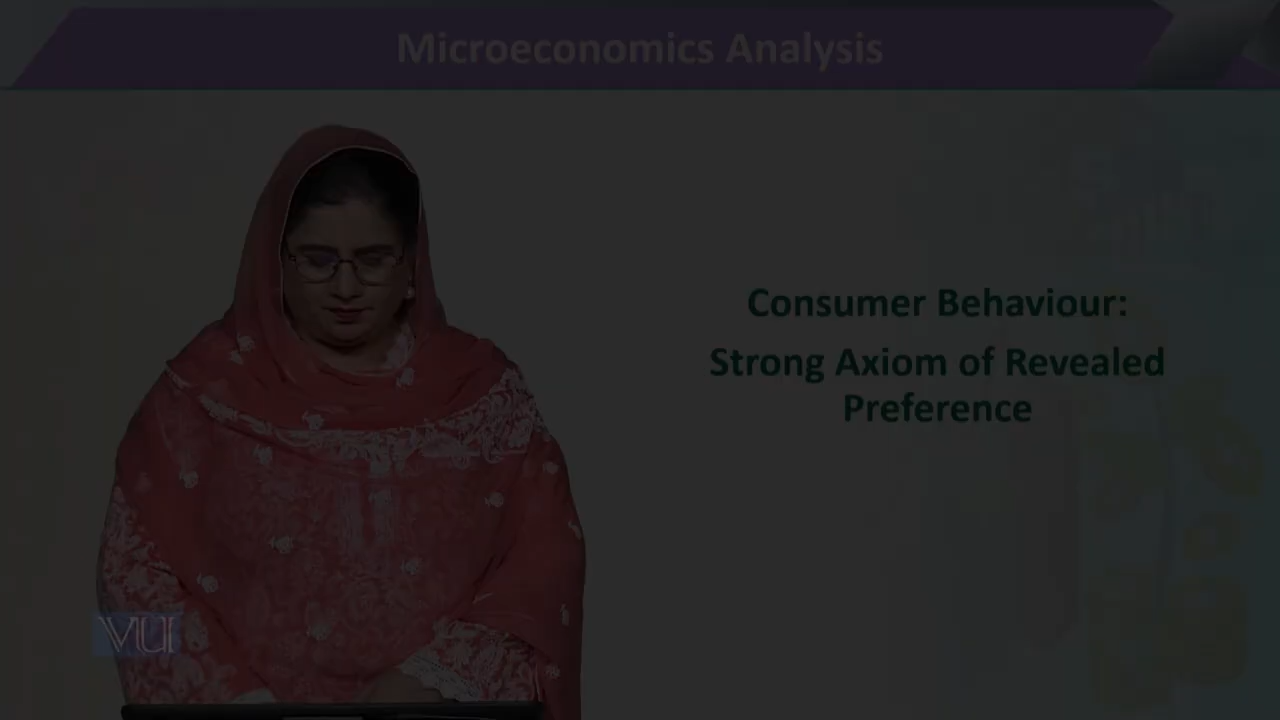 Microeconomics Analysis
Consumer Behaviour:
Strong Axiom of Revealed
Preference
VU